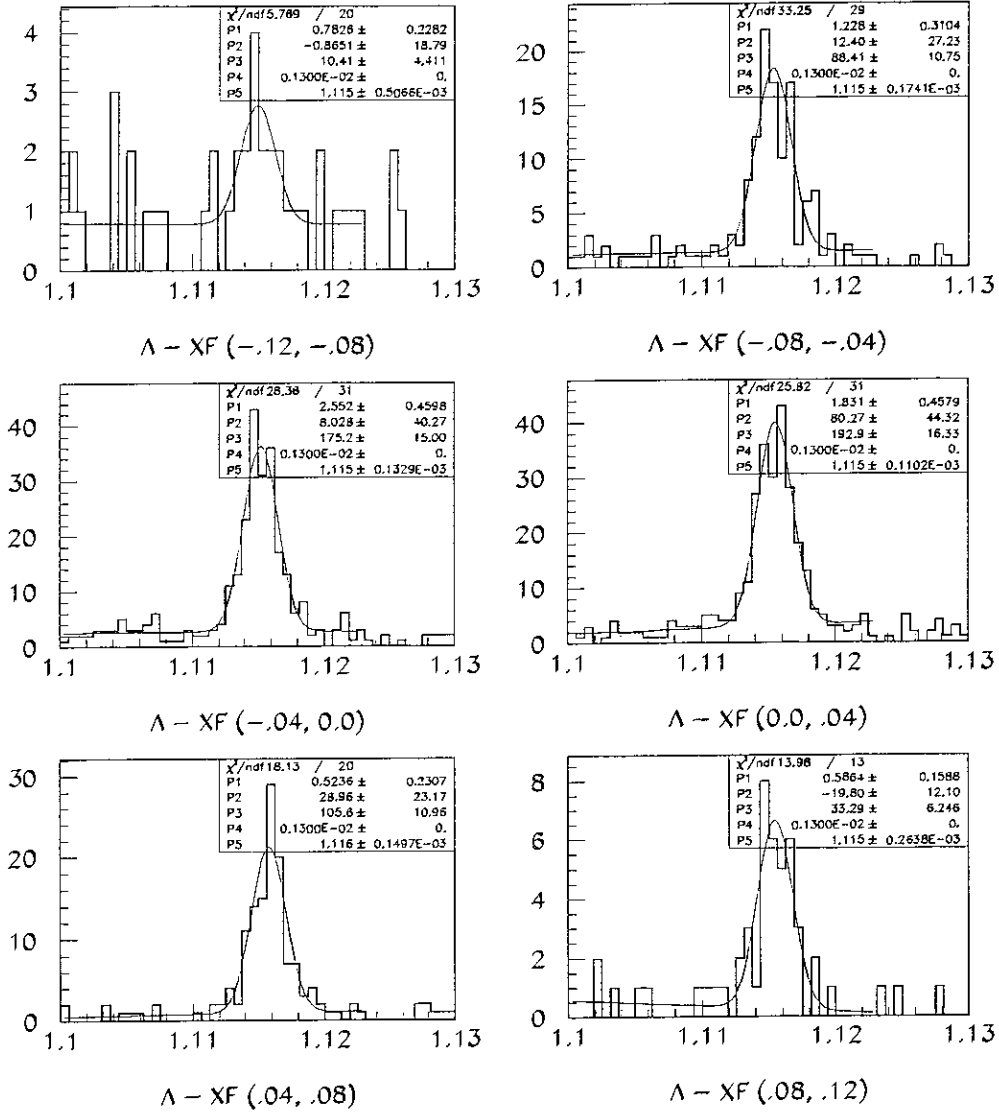 χ²/ndf 5.769 / 20
P1 0.7826 ± 0.2282
P2 -0.8651 ± 18.79
P3 10.41 ± 4.411
P4 0.1300E-02 ± 0.
P5 1.115 ± 0.5066E-03
4
3
2
1
0
1.1 1.11 1.12 1.13
Λ – XF (–.12, –.08)
χ²/ndf 33.25 / 29
P1 1.228 ± 0.3104
P2 12.40 ± 27.23
P3 88.41 ± 10.75
P4 0.1300E-02 ± 0.
P5 1.115 ± 0.1741E-03
20
15
10
5
0
1.1 1.11 1.12 1.13
Λ – XF (–.08, –.04)
χ²/ndf 28.36 / 31
P1 2.552 ± 0.4598
P2 8.028 ± 40.27
P3 175.2 ± 15.00
P4 0.1300E-02 ± 0.
P5 1.115 ± 0.1329E-03
40
30
20
10
0
1.1 1.11 1.12 1.13
Λ – XF (–.04, 0.0)
χ²/ndf 25.82 / 31
P1 1.831 ± 0.4579
P2 80.27 ± 44.32
P3 192.9 ± 16.33
P4 0.1300E-02 ± 0.
P5 1.115 ± 0.1102E-03
40
30
20
10
0
1.1 1.11 1.12 1.13
Λ – XF (0.0, .04)
χ²/ndf 18.13 / 20
P1 0.5236 ± 0.2307
P2 28.96 ± 23.17
P3 105.6 ± 10.96
P4 0.1300E-02 ± 0.
P5 1.116 ± 0.1497E-03
30
20
10
0
1.1 1.11 1.12 1.13
Λ – XF (.04, .08)
χ²/ndf 13.98 / 13
P1 0.5864 ± 0.1588
P2 -19.80 ± 12.10
P3 33.29 ± 6.246
P4 0.1300E-02 ± 0.
P5 1.115 ± 0.2638E-03
8
6
4
2
0
1.1 1.11 1.12 1.13
Λ – XF (.08, .12)